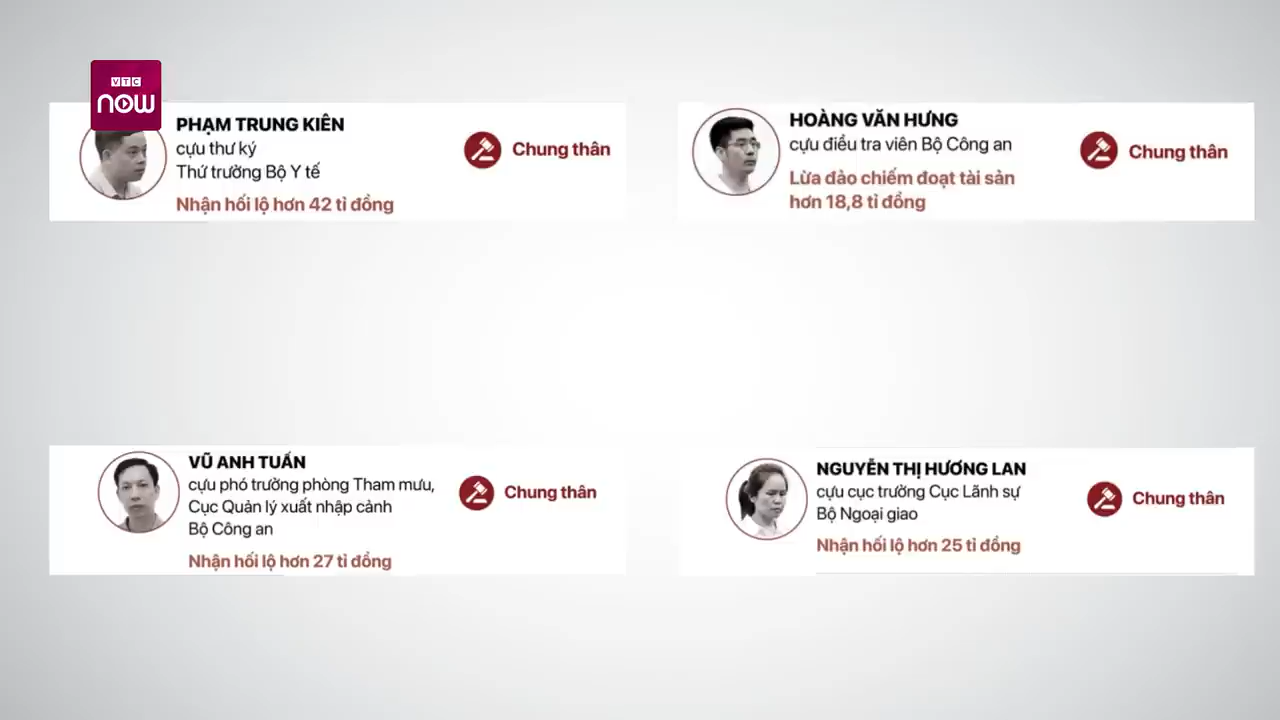 VTC
now
PHẠM TRUNG KIÊN
cựu thư ký
Thứ trưởng Bộ Y tế
Nhận hối lộ hơn 42 tỉ đồng
Chung thân
HOÀNG VĂN HƯNG
cựu điều tra viên Bộ Công an
Lừa đảo chiếm đoạt tài sản
hơn 18,8 tỉ đồng
Chung thân
VŨ ANH TUẤN
cựu phó trưởng phòng Tham mưu,
Cục Quản lý xuất nhập cảnh
Bộ Công an
Nhận hối lộ hơn 27 tỉ đồng
Chung thân
NGUYỄN THỊ HƯƠNG LAN
cựu cục trưởng Cục Lãnh sự
Bộ Ngoại giao
Nhận hối lộ hơn 25 tỉ đồng
Chung thân